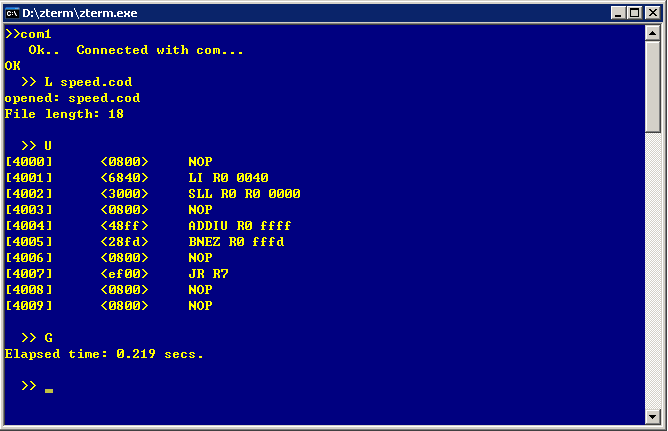 D:\zterm\zterm.exe
>>com1
Ok.. Connected with com...
OK
>> L speed.cod
opened: speed.cod
File length: 18
>> U
[4000] <0800> NOP
[4001] <6840> LI R0 0040
[4002] <3000> SLL R0 R0 0000
[4003] <0800> NOP
[4004] <48ff> ADDIU R0 ffff
[4005] <28fd> BNEZ R0 fffd
[4006] <0800> NOP
[4007] <ef00> JR R7
[4008] <0800> NOP
[4009] <0800> NOP
>> G
Elapsed time: 0.219 secs.
>> _